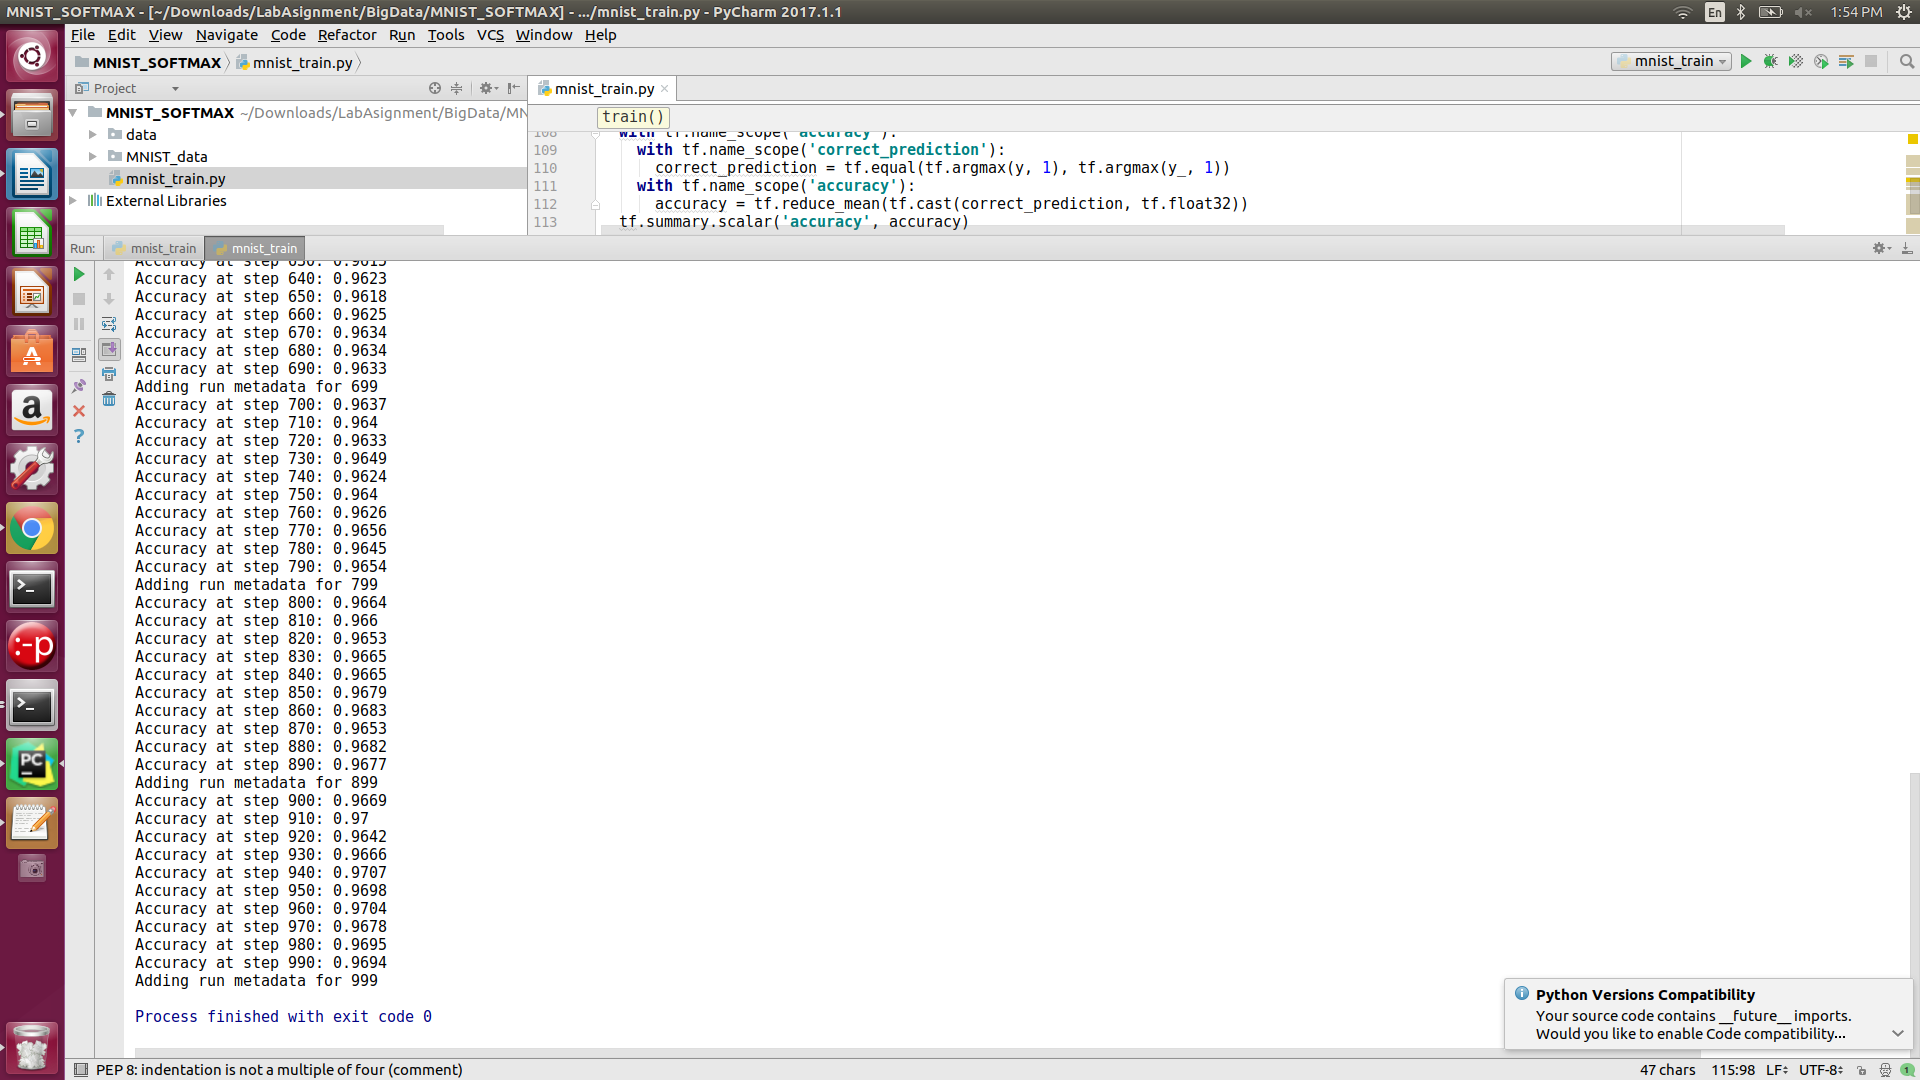 MNIST_SOFTMAX - [~/Downloads/LabAsignment/BigData/MNIST_SOFTMAX] - .../mnist_train.py - PyCharm 2017.1.1
En
1:54 PM
File Edit View Navigate Code Refactor Run Tools VCS Window Help
MNIST_SOFTMAX mnist_train.py
mnist_train
Project
mnist_train.py
MNIST_SOFTMAX ~/Downloads/LabAsignment/BigData/MN
data
MNIST_data
mnist_train.py
External Libraries
train()
108 with tf.name_scope('accuracy'):
109 with tf.name_scope('correct_prediction'):
110 correct_prediction = tf.equal(tf.argmax(y, 1), tf.argmax(y_, 1))
111 with tf.name_scope('accuracy'):
112 accuracy = tf.reduce_mean(tf.cast(correct_prediction, tf.float32))
113 tf.summary.scalar('accuracy', accuracy)
Run: mnist_train mnist_train
Accuracy at step 630: 0.9615
Accuracy at step 640: 0.9623
Accuracy at step 650: 0.9618
Accuracy at step 660: 0.9625
Accuracy at step 670: 0.9634
Accuracy at step 680: 0.9634
Accuracy at step 690: 0.9633
Adding run metadata for 699
Accuracy at step 700: 0.9637
Accuracy at step 710: 0.964
Accuracy at step 720: 0.9633
Accuracy at step 730: 0.9649
Accuracy at step 740: 0.9624
Accuracy at step 750: 0.964
Accuracy at step 760: 0.9626
Accuracy at step 770: 0.9656
Accuracy at step 780: 0.9645
Accuracy at step 790: 0.9654
Adding run metadata for 799
Accuracy at step 800: 0.9664
Accuracy at step 810: 0.966
Accuracy at step 820: 0.9653
Accuracy at step 830: 0.9665
Accuracy at step 840: 0.9665
Accuracy at step 850: 0.9679
Accuracy at step 860: 0.9683
Accuracy at step 870: 0.9653
Accuracy at step 880: 0.9682
Accuracy at step 890: 0.9677
Adding run metadata for 899
Accuracy at step 900: 0.9669
Accuracy at step 910: 0.97
Accuracy at step 920: 0.9642
Accuracy at step 930: 0.9666
Accuracy at step 940: 0.9707
Accuracy at step 950: 0.9698
Accuracy at step 960: 0.9704
Accuracy at step 970: 0.9678
Accuracy at step 980: 0.9695
Accuracy at step 990: 0.9694
Adding run metadata for 999
Process finished with exit code 0
Python Versions Compatibility
Your source code contains __future__ imports.
Would you like to enable Code compatibility...
PEP 8: indentation is not a multiple of four (comment)
47 chars 115:98 LF UTF-8 1
a
>_
:-p
>_
PC